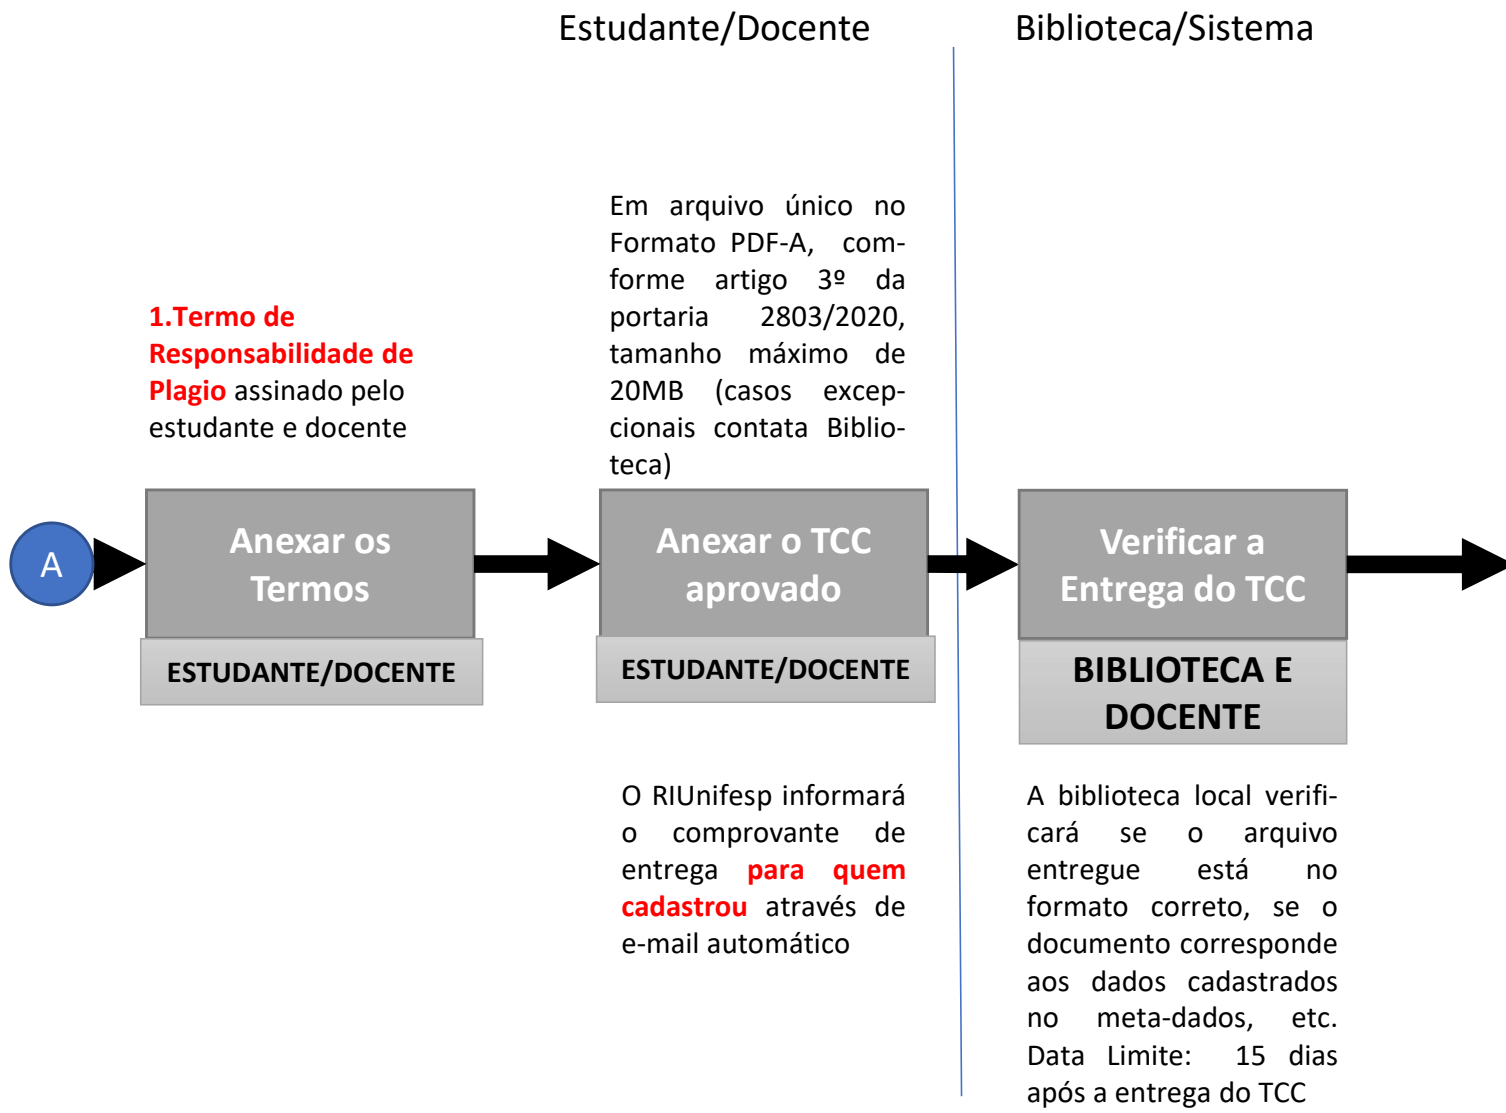 Estudante/Docente
Biblioteca/Sistema
1.Termo de
Responsabilidade de
Plagio assinado pelo
estudante e docente
Em arquivo único no
Formato PDF-A, com-
forme artigo 3º da
portaria 2803/2020,
tamanho máximo de
20MB (casos excep-
cionais contata Biblio-
teca)
A
Anexar os
Termos
ESTUDANTE/DOCENTE
Anexar o TCC
aprovado
ESTUDANTE/DOCENTE
Verificar a
Entrega do TCC
BIBLIOTECA E
DOCENTE
O RIUnifesp informará
o comprovante de
entrega para quem
cadastrou através de
e-mail automático
A biblioteca local verifi-
cará se o arquivo
entregue está no
formato correto, se o
documento corresponde
aos dados cadastrados
no meta-dados, etc.
Data Limite: 15 dias
após a entrega do TCC